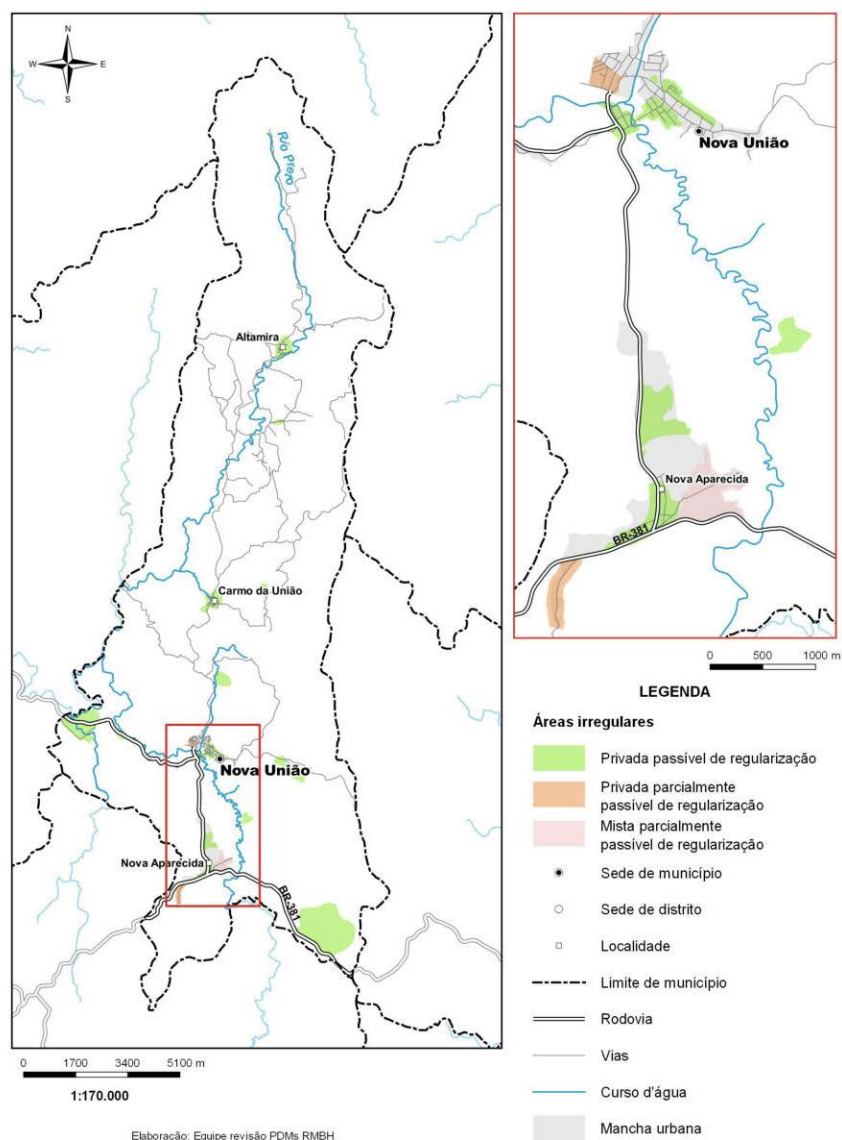 N
W
E
S
Rio Preto
Altamira
Carmo da União
Nova União
Nova Aparecida
BR-381
0 1700 3400 5100 m
1:170.000
Elaboração: Equipe revisão PDMs RMBH
Nova União
Nova Aparecida
BR-381
0 500 1000 m
LEGENDA
Áreas irregulares
Privada passível de regularização
Privada parcialmente
passível de regularização
Mista parcialmente
passível de regularização
Sede de município
Sede de distrito
Localidade
Limite de município
Rodovia
Vias
Curso d'água
Mancha urbana